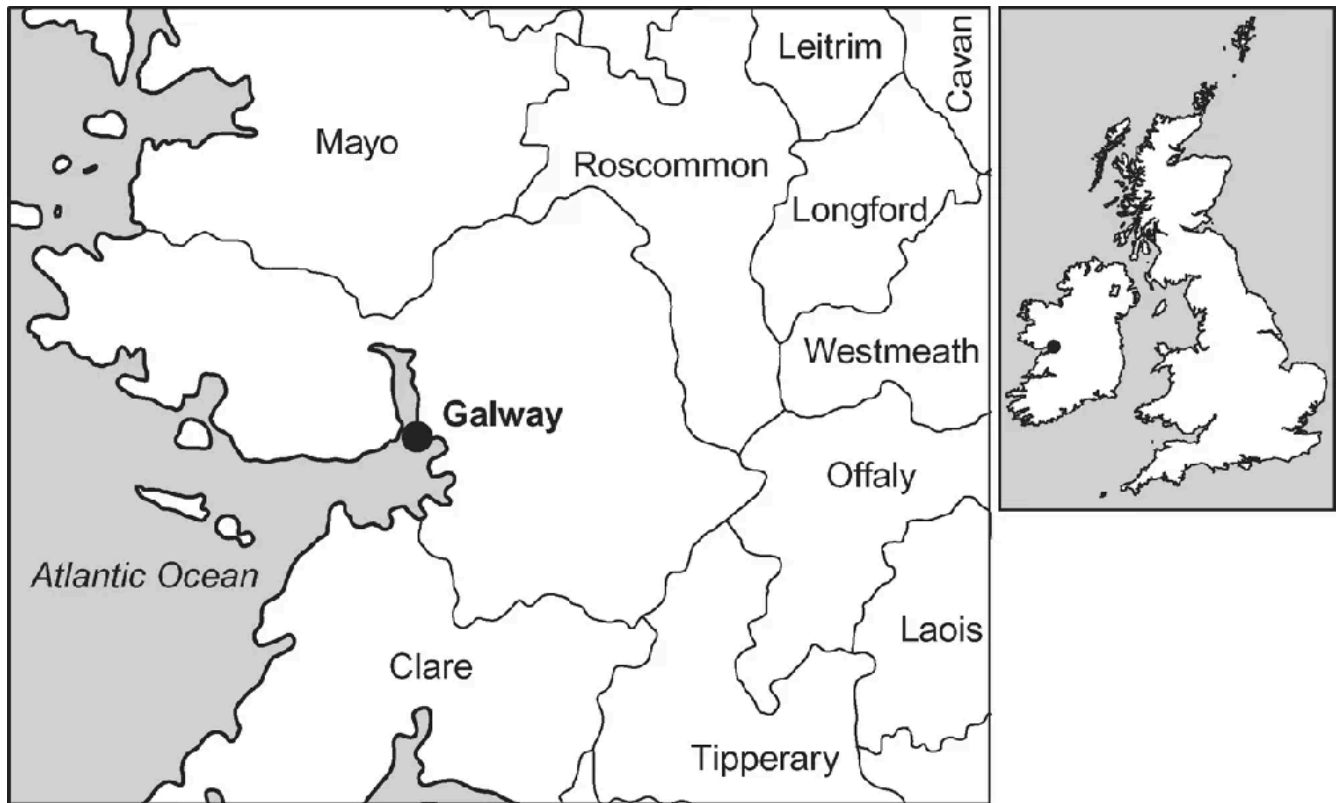 Leitrim
Cavan
Mayo
Roscommon
Longford
Westmeath
Galway
Offaly
Atlantic Ocean
Laois
Clare
Tipperary